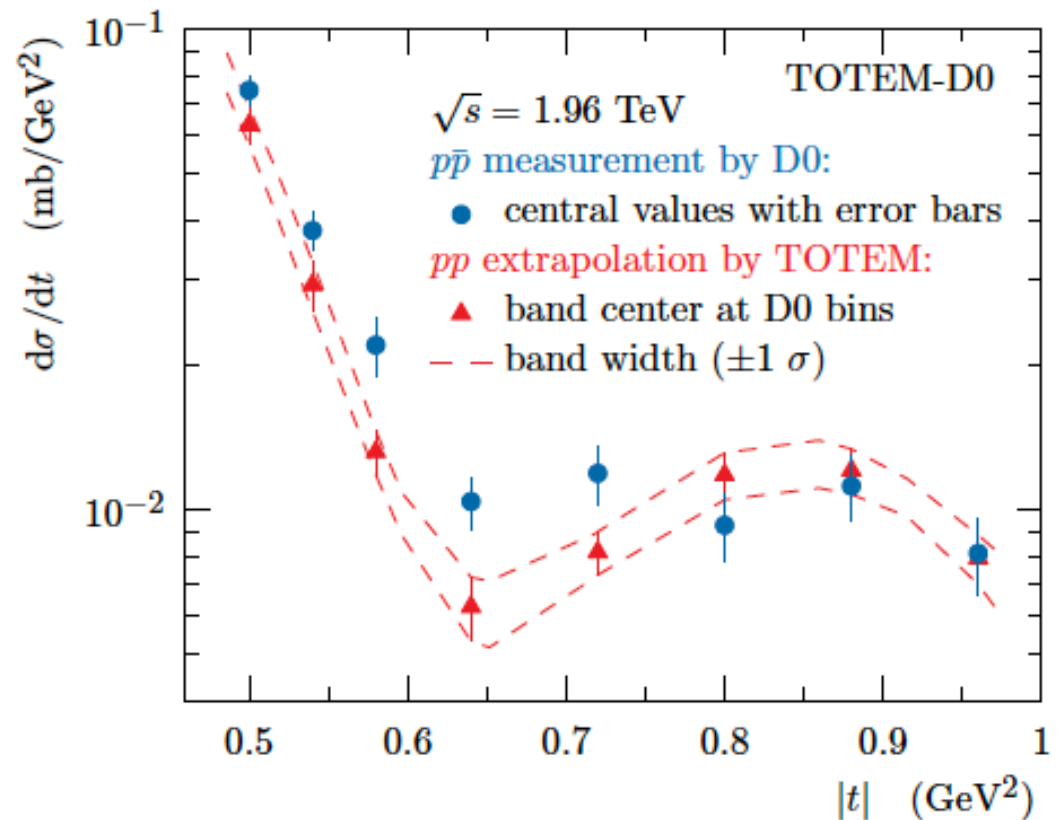 10⁻¹
10⁻²
dσ/dt (mb/GeV²)
TOTEM-D0
√s = 1.96 TeV
pp̄ measurement by D0:
central values with error bars
pp extrapolation by TOTEM:
band center at D0 bins
band width (±1 σ)
0.5 0.6 0.7 0.8 0.9 1
|t| (GeV²)